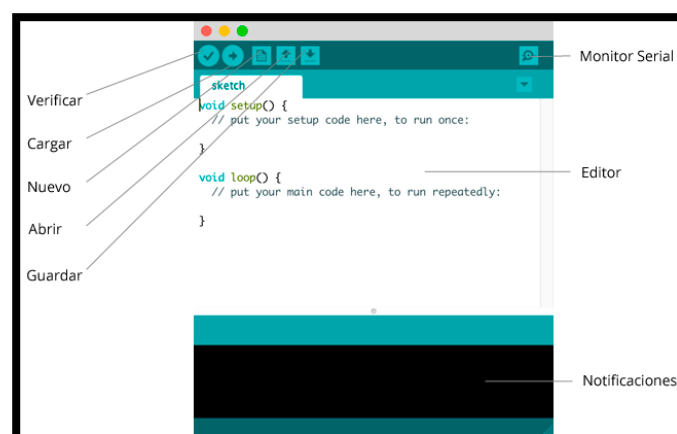 Monitor Serial
sketch
Verificar
void setup() {
// put your setup code here, to run once:
Cargar
}
void loop() {
Editor
Nuevo
// put your main code here, to run repeatedly:
}
Abrir
Guardar
Notificaciones